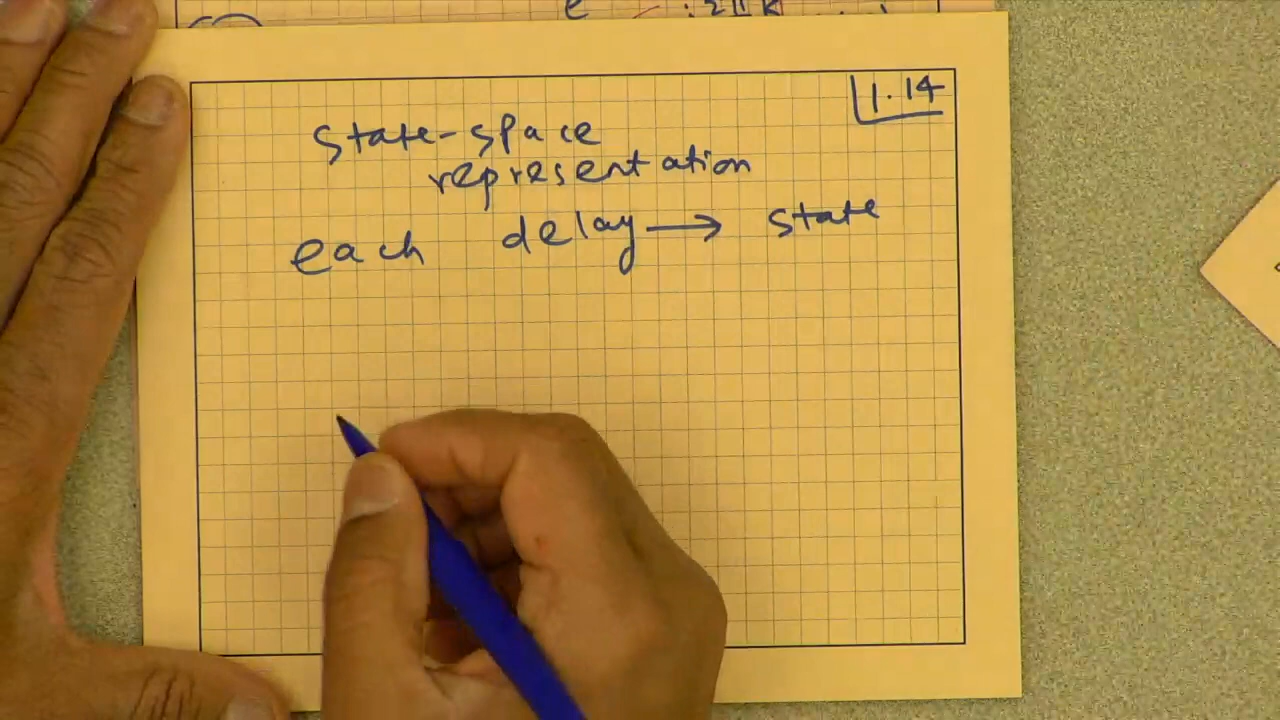 1.14
state-space
representation
each delay → state